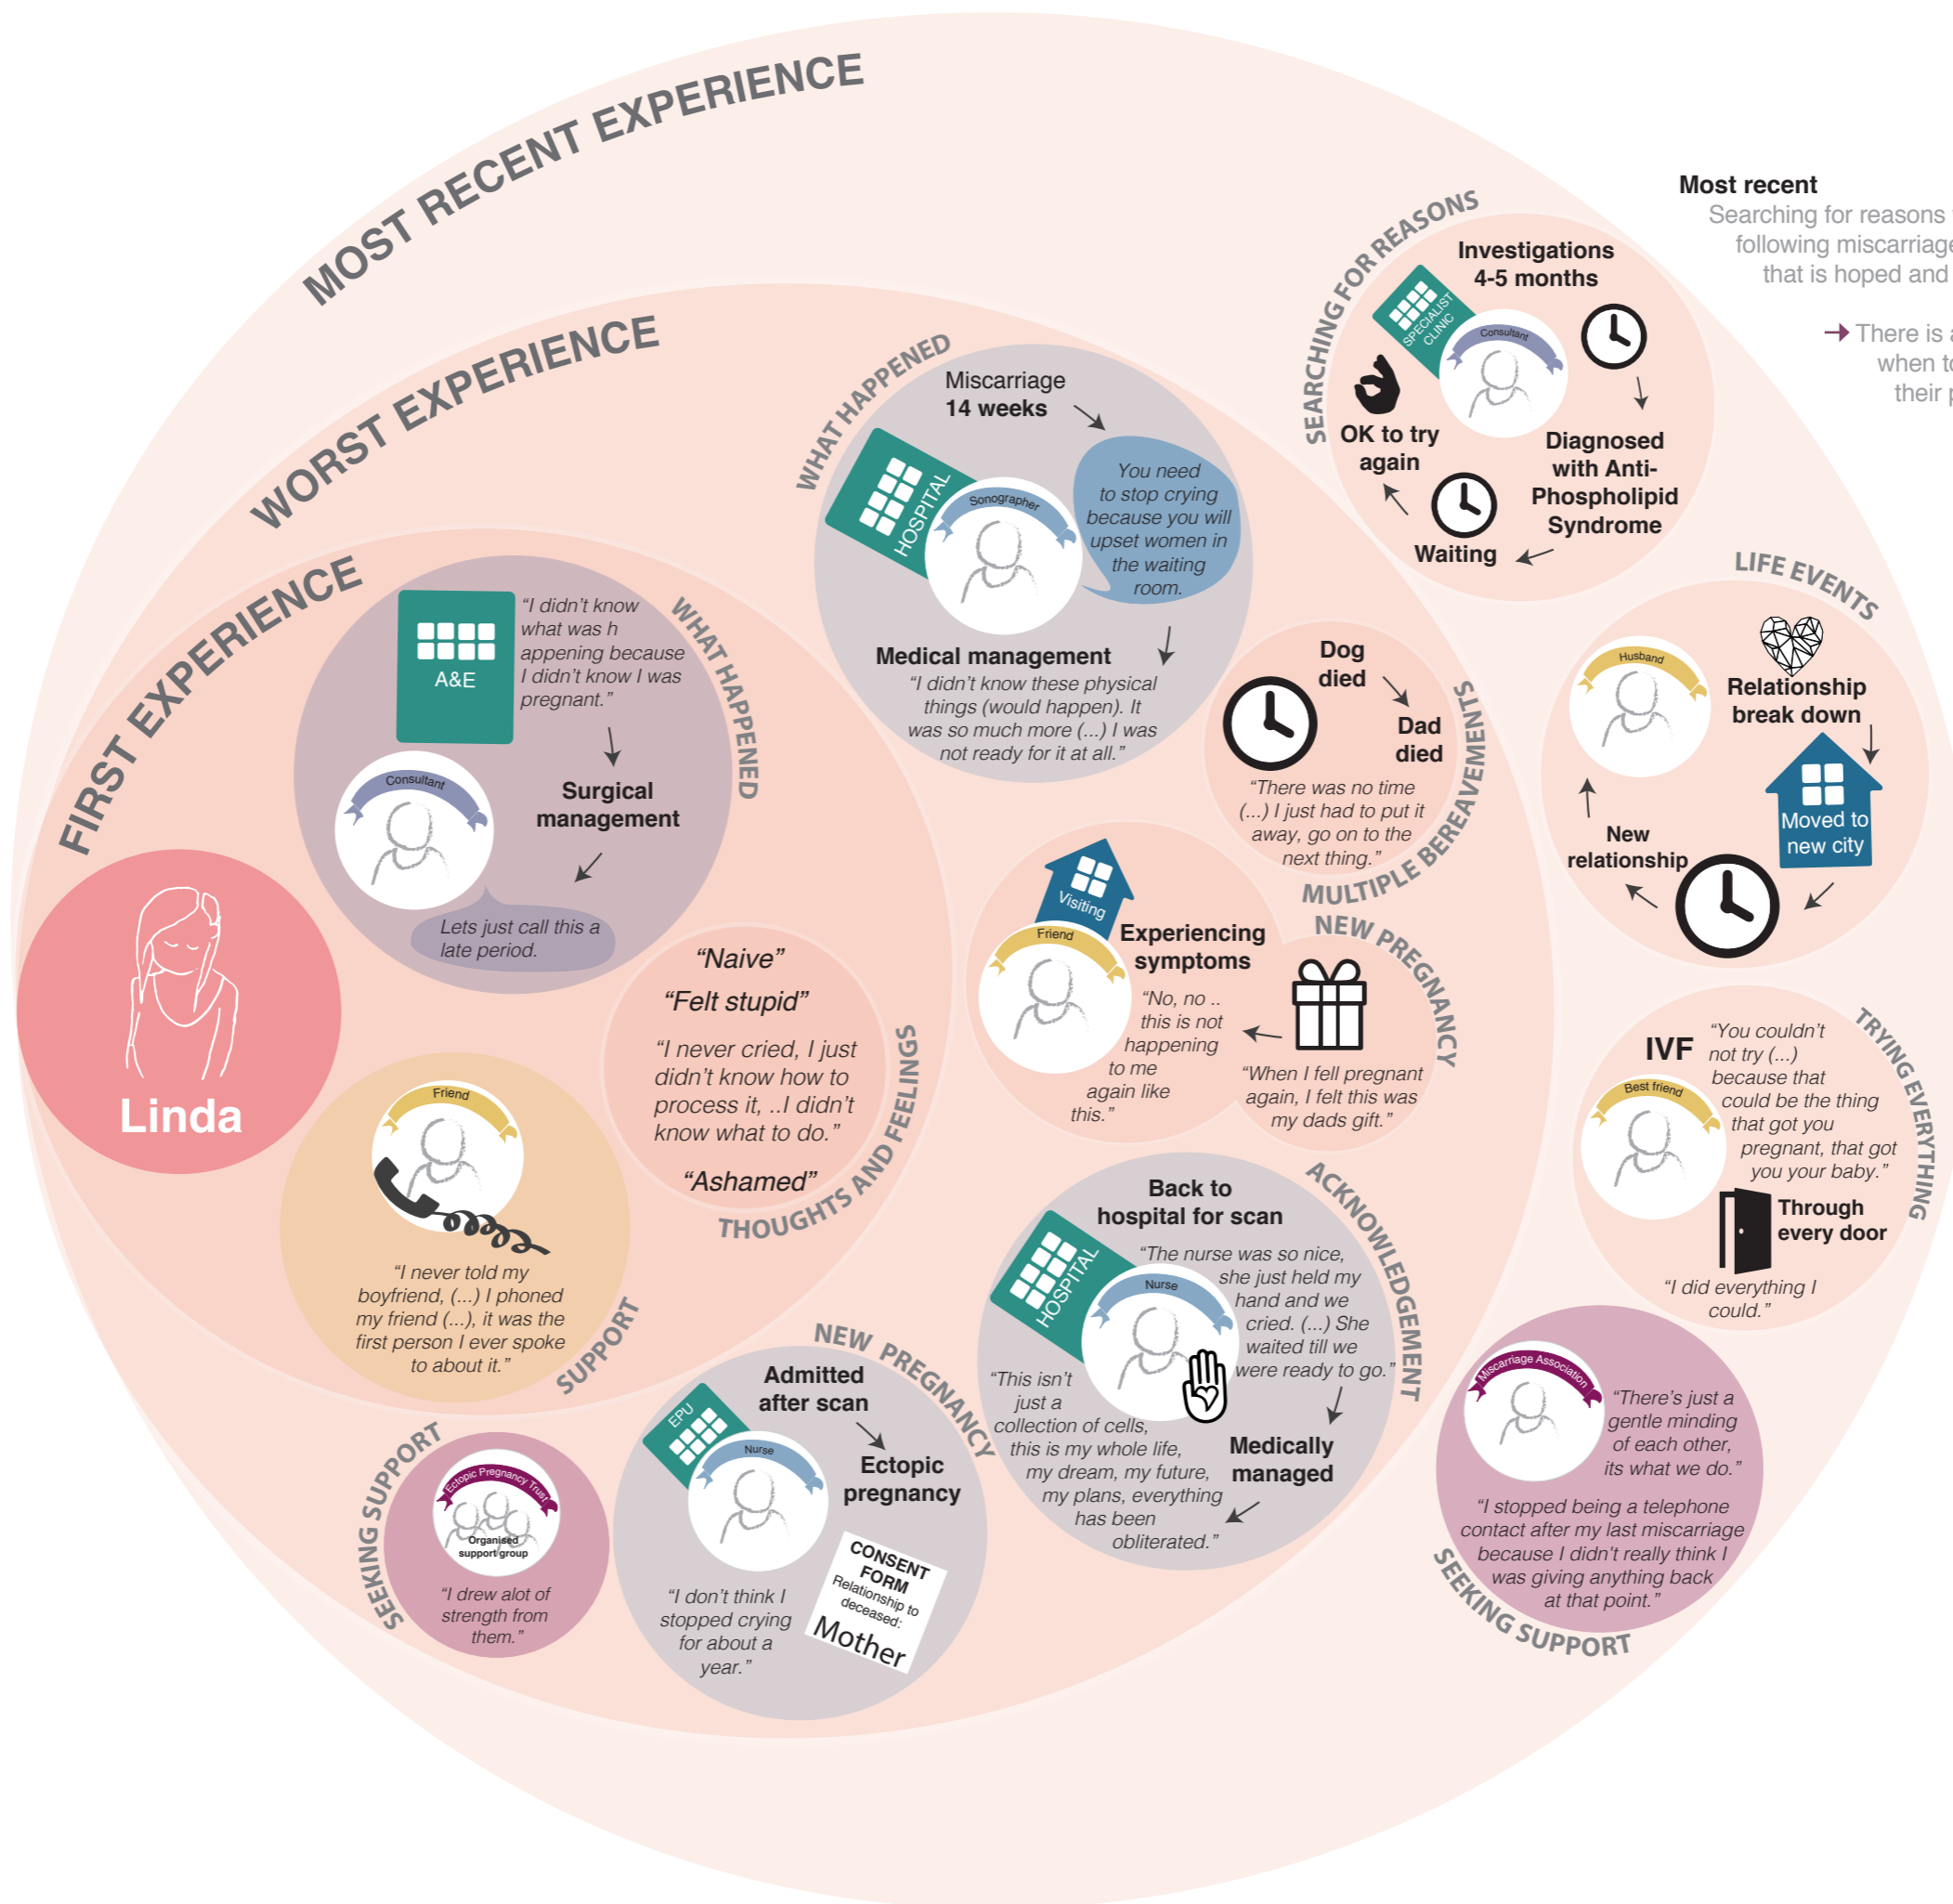 MOST RECENT EXPERIENCE
WORST EXPERIENCE
FIRST EXPERIENCE
Linda
WHAT HAPPENED
A&E
“I didn’t know
what was h
appening because
I didn’t know I was
pregnant.”
Consultant
Surgical
management
Lets just call this a
late period.
THOUGHTS AND FEELINGS
“Naive”
“Felt stupid”
“I never cried, I just
didn’t know how to
process it, ..I didn’t
know what to do.”
“Ashamed”
SUPPORT
Friend
“I never told my
boyfriend, (...) I phoned
my friend (...), it was the
first person I ever spoke
to about it.”
WHAT HAPPENED
Miscarriage
14 weeks
HOSPITAL
Sonographer
You need
to stop crying
because you will
upset women in
the waiting
room.
Medical management
“I didn’t know these physical
things (would happen). It
was so much more (...) I was
not ready for it at all.”
MULTIPLE BEREAVEMENTS
Dog
died
Dad
died
“There was no time
(...) I just had to put it
away, go on to the
next thing.”
NEW PREGNANCY
“When I fell pregnant
again, I felt this was
my dads gift.”
Visiting
Friend
Experiencing
symptoms
“No, no ..
this is not
happening
to me
again like
this.”
ACKNOWLEDGEMENT
Back to
hospital for scan
HOSPITAL
Nurse
“The nurse was so nice,
she just held my
hand and we
cried. (...) She
waited till we
were ready to go.”
Medically
managed
“This isn’t
just a
collection of cells,
this is my whole life,
my dream, my future,
my plans, everything
has been
obliterated.”
NEW PREGNANCY
Admitted
after scan
EPU
Nurse
Ectopic
pregnancy
CONSENT
FORM
Relationship to
deceased:
Mother
“I don’t think I
stopped crying
for about a
year.”
SEEKING SUPPORT
Ectopic Pregnancy Trust
Organised
support group
“I drew alot of
strength from
them.”
SEARCHING FOR REASONS
Investigations
4-5 months
SPECIALIST
CLINIC
Consultant
Diagnosed
with Anti-
Phospholipid
Syndrome
Waiting
OK to try
again
LIFE EVENTS
Relationship
break down
Moved to
new city
New
relationship
Husband
TRYING EVERYTHING
IVF
Best friend
“You couldn’t
not try (...)
because that
could be the thing
that got you
pregnant, that got
you your baby.”
Through
every door
“I did everything I
could.”
SEEKING SUPPORT
Miscarriage Association
“There’s just a
gentle minding
of each other,
its what we do.”
“I stopped being a telephone
contact after my last miscarriage
because I didn't really think I
was giving anything back
at that point.”
Most recent
Searching for reasons
following miscarriage
that is hoped and
There is
when
their